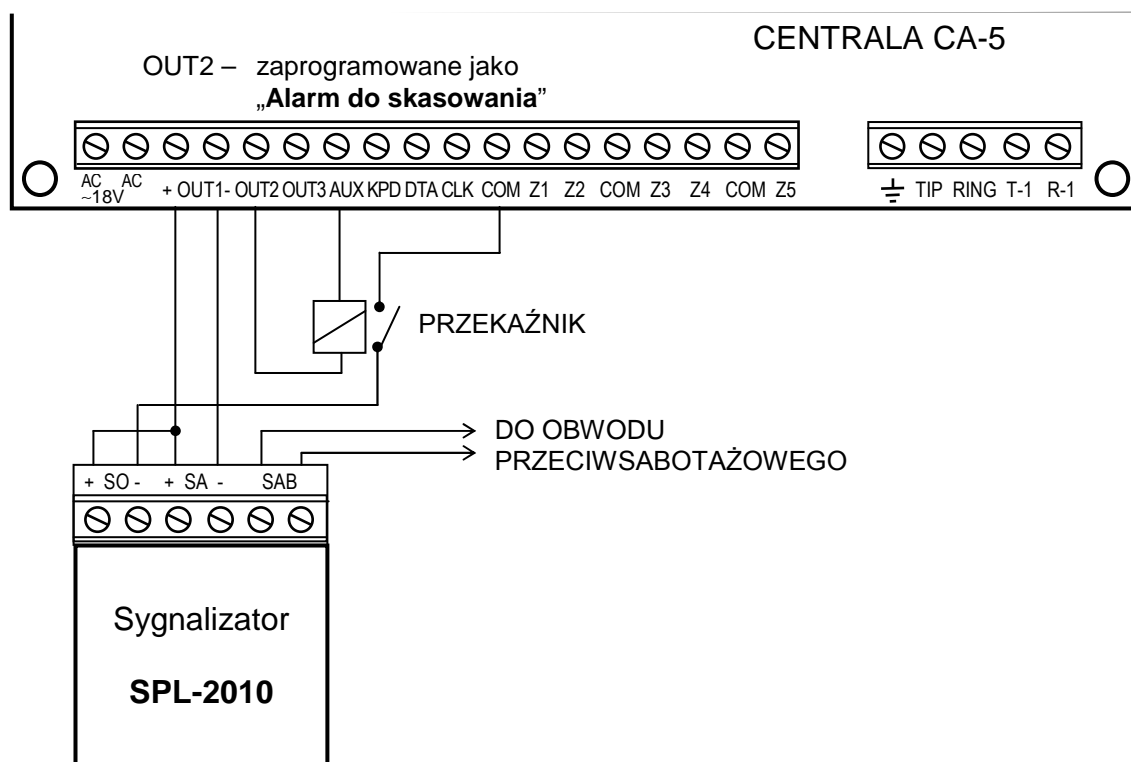 CENTRALA CA-5
OUT2 – zaprogramowane jako
„Alarm do skasowania”
AC AC
~18V
+ OUT1 - OUT2 OUT3 AUX KPD DTA CLK COM Z1 Z2 COM Z3 Z4 COM Z5
TIP RING T-1 R-1
PRZEKAŹNIK
DO OBWODU
PRZECIWSABOTAŻOWEGO
+ SO - + SA - SAB
Sygnalizator
SPL-2010